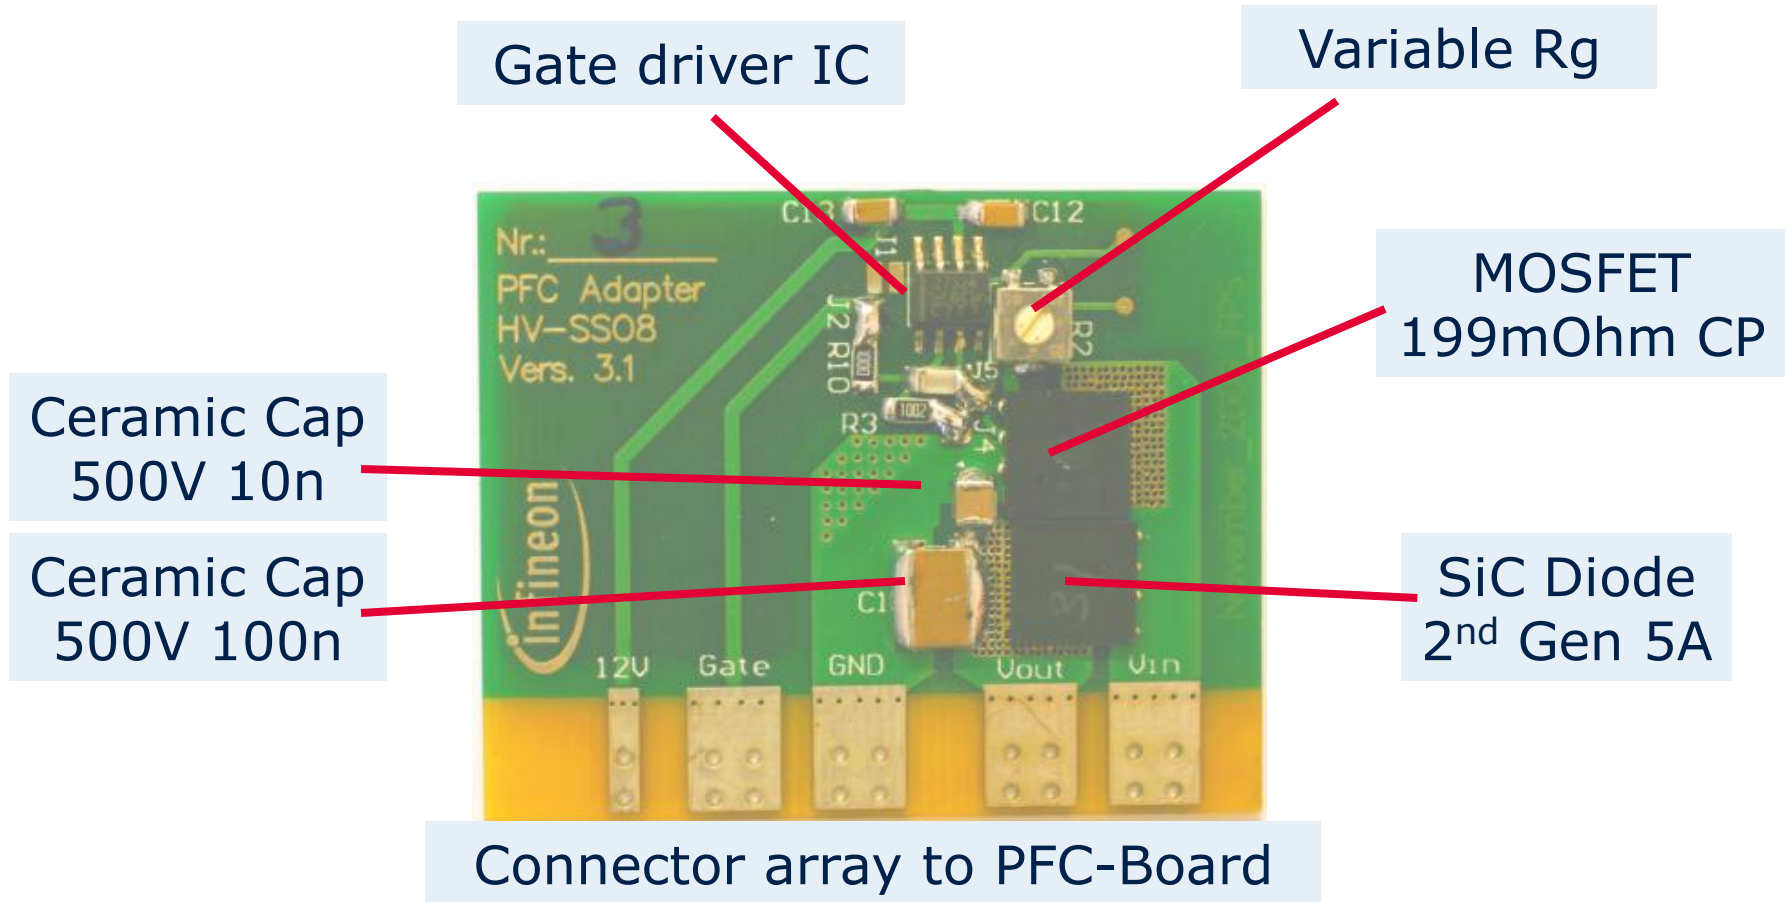 Gate driver IC
Variable Rg
C13
C12
Nr.: 3
J1
PFC Adapter
HV-SSO8
Vers. 3.1
J2
R10
R2
J5
1002
R3
J4
MOSFET
199mOhm CP
Ceramic Cap
500V 10n
Ceramic Cap
500V 100n
infineon
C1
SiC Diode
2nd Gen 5A
12V Gate GND Vout Vin
Connector array to PFC-Board